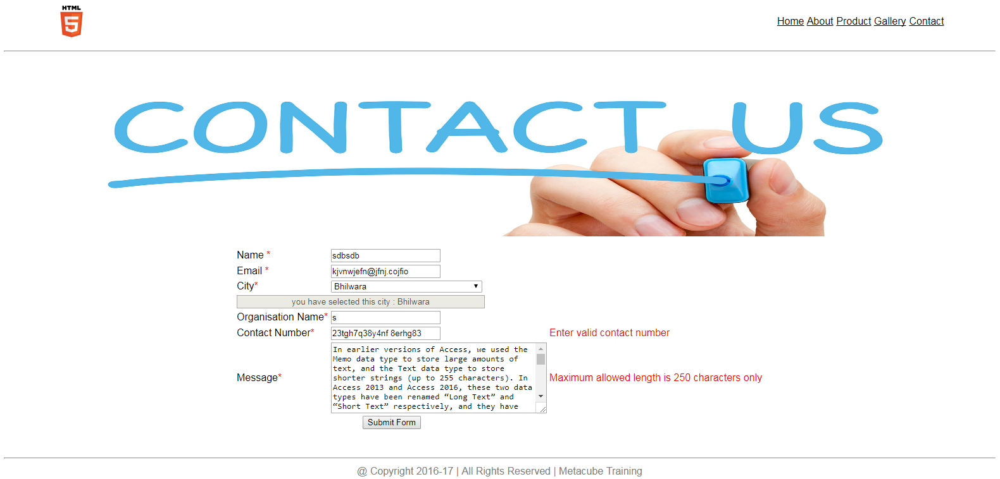 HTML
5
Home About Product Gallery Contact
CONTACT US
Name *
sdbsdb
Email *
kjvnwjefn@jfnj.cojfio
City*
Bhilwara
you have selected this city : Bhilwara
Organisation Name*
s
Contact Number*
23tgh7q38y4nf 8erhg83
Enter valid contact number
Message*
In earlier versions of Access, we used the
Memo data type to store large amounts of
text, and the Text data type to store
shorter strings (up to 255 characters). In
Access 2013 and Access 2016, these two data
types have been renamed “Long Text” and
“Short Text” respectively, and they have
Maximum allowed length is 250 characters only
Submit Form
@ Copyright 2016-17 | All Rights Reserved | Metacube Training